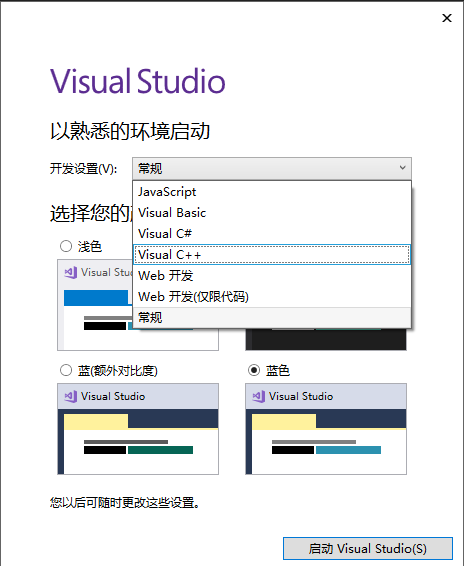 Visual Studio
以熟悉的环境启动
开发设置(V): 常规
JavaScript
Visual Basic
Visual C#
Visual C++
Web 开发
Web 开发(仅限代码)
常规
选择您的
浅色
Visual Studi
蓝(额外对比度)
蓝色
Visual Studio
Visual Studio
您以后可随时更改这些设置。
启动 Visual Studio(S)